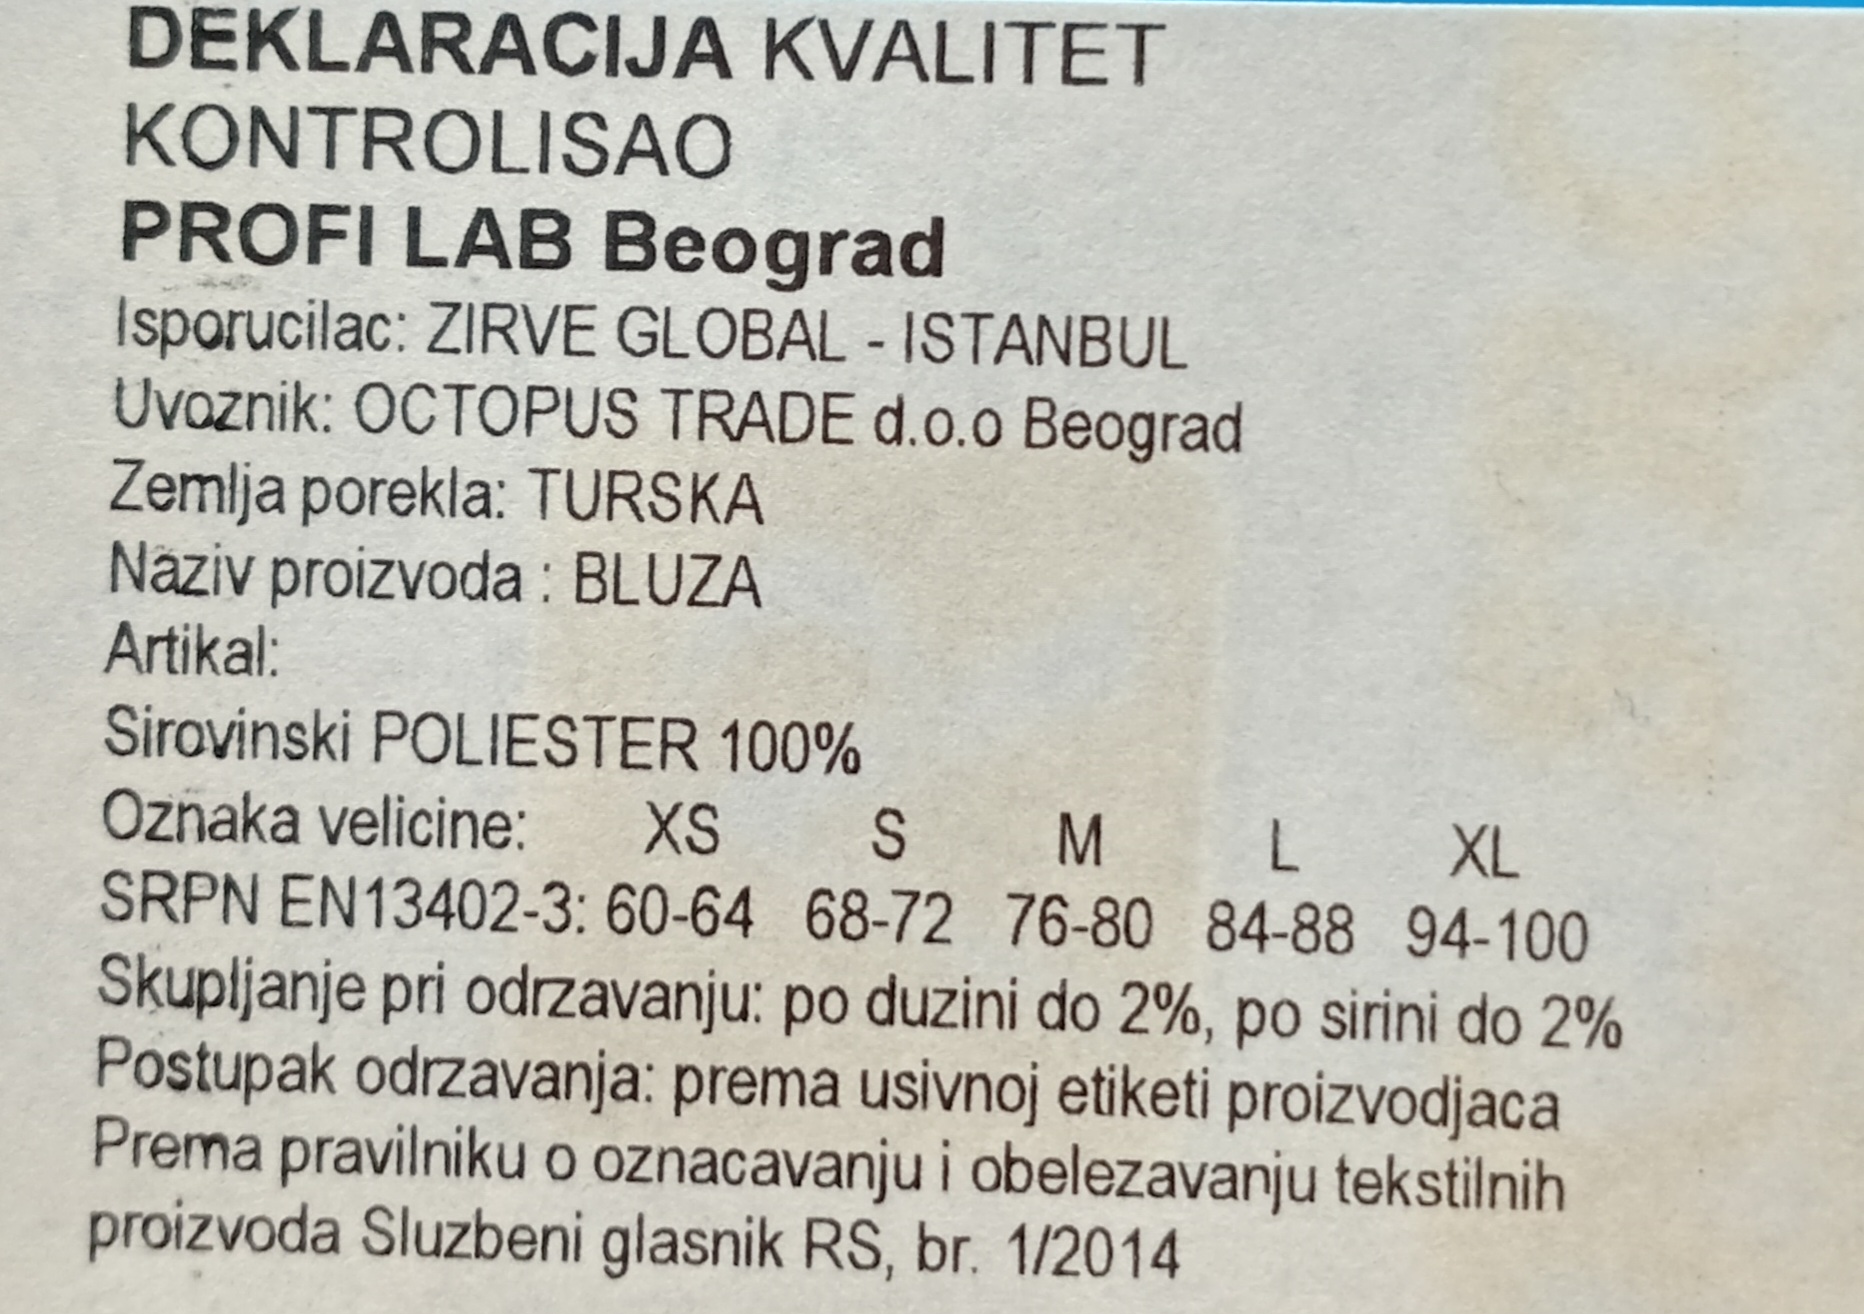 DEKLARACIJA KVALITET
KONTROLISAO
PROFI LAB Beograd
Isporucilac: ZIRVE GLOBAL - ISTANBUL
Uvoznik: OCTOPUS TRADE d.o.o Beograd
Zemlja porekla: TURSKA
Naziv proizvoda : BLUZA
Artikal:
Sirovinski POLIESTER 100%
Oznaka velicine: XS S M L XL
SRPN EN13402-3: 60-64 68-72 76-80 84-88 94-100
Skupljanje pri odrzavanju: po duzini do 2%, po sirini do 2%
Postupak odrzavanja: prema usivnoj etiketi proizvodjaca
Prema pravilniku o oznacavanju i obelezavanju tekstilnih
proizvoda Sluzbeni glasnik RS, br. 1/2014